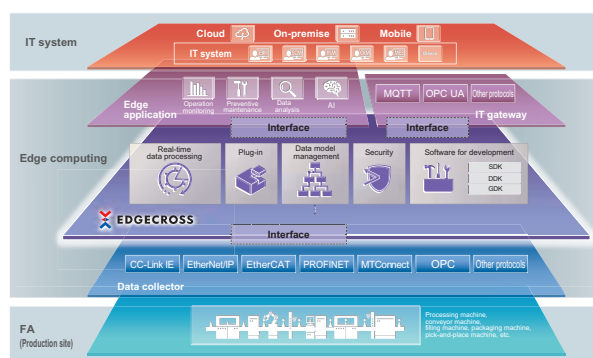 IT system
Cloud
On-premise
Mobile
IT system
Edge computing
Edge
application
Operation
monitoring
Preventive
maintenance
Data
analysis
AI
MQTT
OPC UA
Other protocols
IT gateway
Interface
Interface
Real-time
data processing
Plug-in
Data model
management
Security
Software for development
SDK
DDK
GDK
EDGECROSS
Interface
CC-Link IE
EtherNet/IP
EtherCAT
PROFINET
MTConnect
OPC
Other protocols
Data collector
FA
(Production site)
Processing machine,
conveyor machine,
filling machine, packaging machine,
pick-and-place machine, etc.